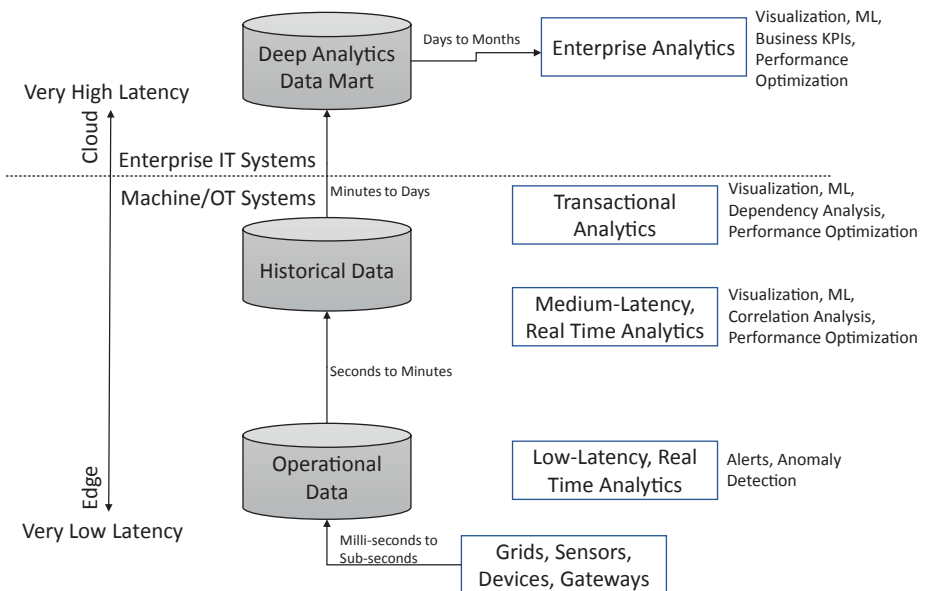 Deep Analytics
Data Mart
Days to Months
Enterprise Analytics
Visualization, ML,
Business KPIs,
Performance
Optimization
Very High Latency
Cloud
Enterprise IT Systems
Machine/OT Systems
Minutes to Days
Transactional
Analytics
Visualization, ML,
Dependency Analysis,
Performance Optimization
Historical Data
Medium-Latency,
Real Time Analytics
Visualization, ML,
Correlation Analysis,
Performance Optimization
Seconds to Minutes
Operational
Data
Low-Latency, Real
Time Analytics
Alerts, Anomaly
Detection
Edge
Very Low Latency
Milli-seconds to
Sub-seconds
Grids, Sensors,
Devices, Gateways